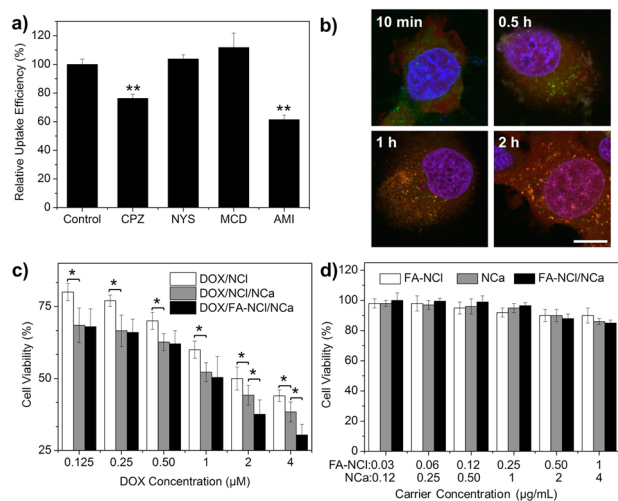 a)
Relative Uptake Efficiency (%)
140
120
100
80
60
40
20
0
**
**
Control CPZ NYS MCD AMI
b)
10 min
0.5 h
1 h
2 h
c)
Cell Viability (%)
75
50
25
DOX/NCl
DOX/NCl/NCa
DOX/FA-NCl/NCa
* * * * * * * *
0.125 0.25 0.50 1 2 4
DOX Concentration (µM)
d)
Cell Viability (%)
120
100
80
60
40
20
0
FA-NCl NCa FA-NCl/NCa
FA-NCl:0.03 0.06 0.12 0.25 0.50 1
NCa:0.12 0.25 0.50 1 2 4
Carrier Concentration (µg/mL)